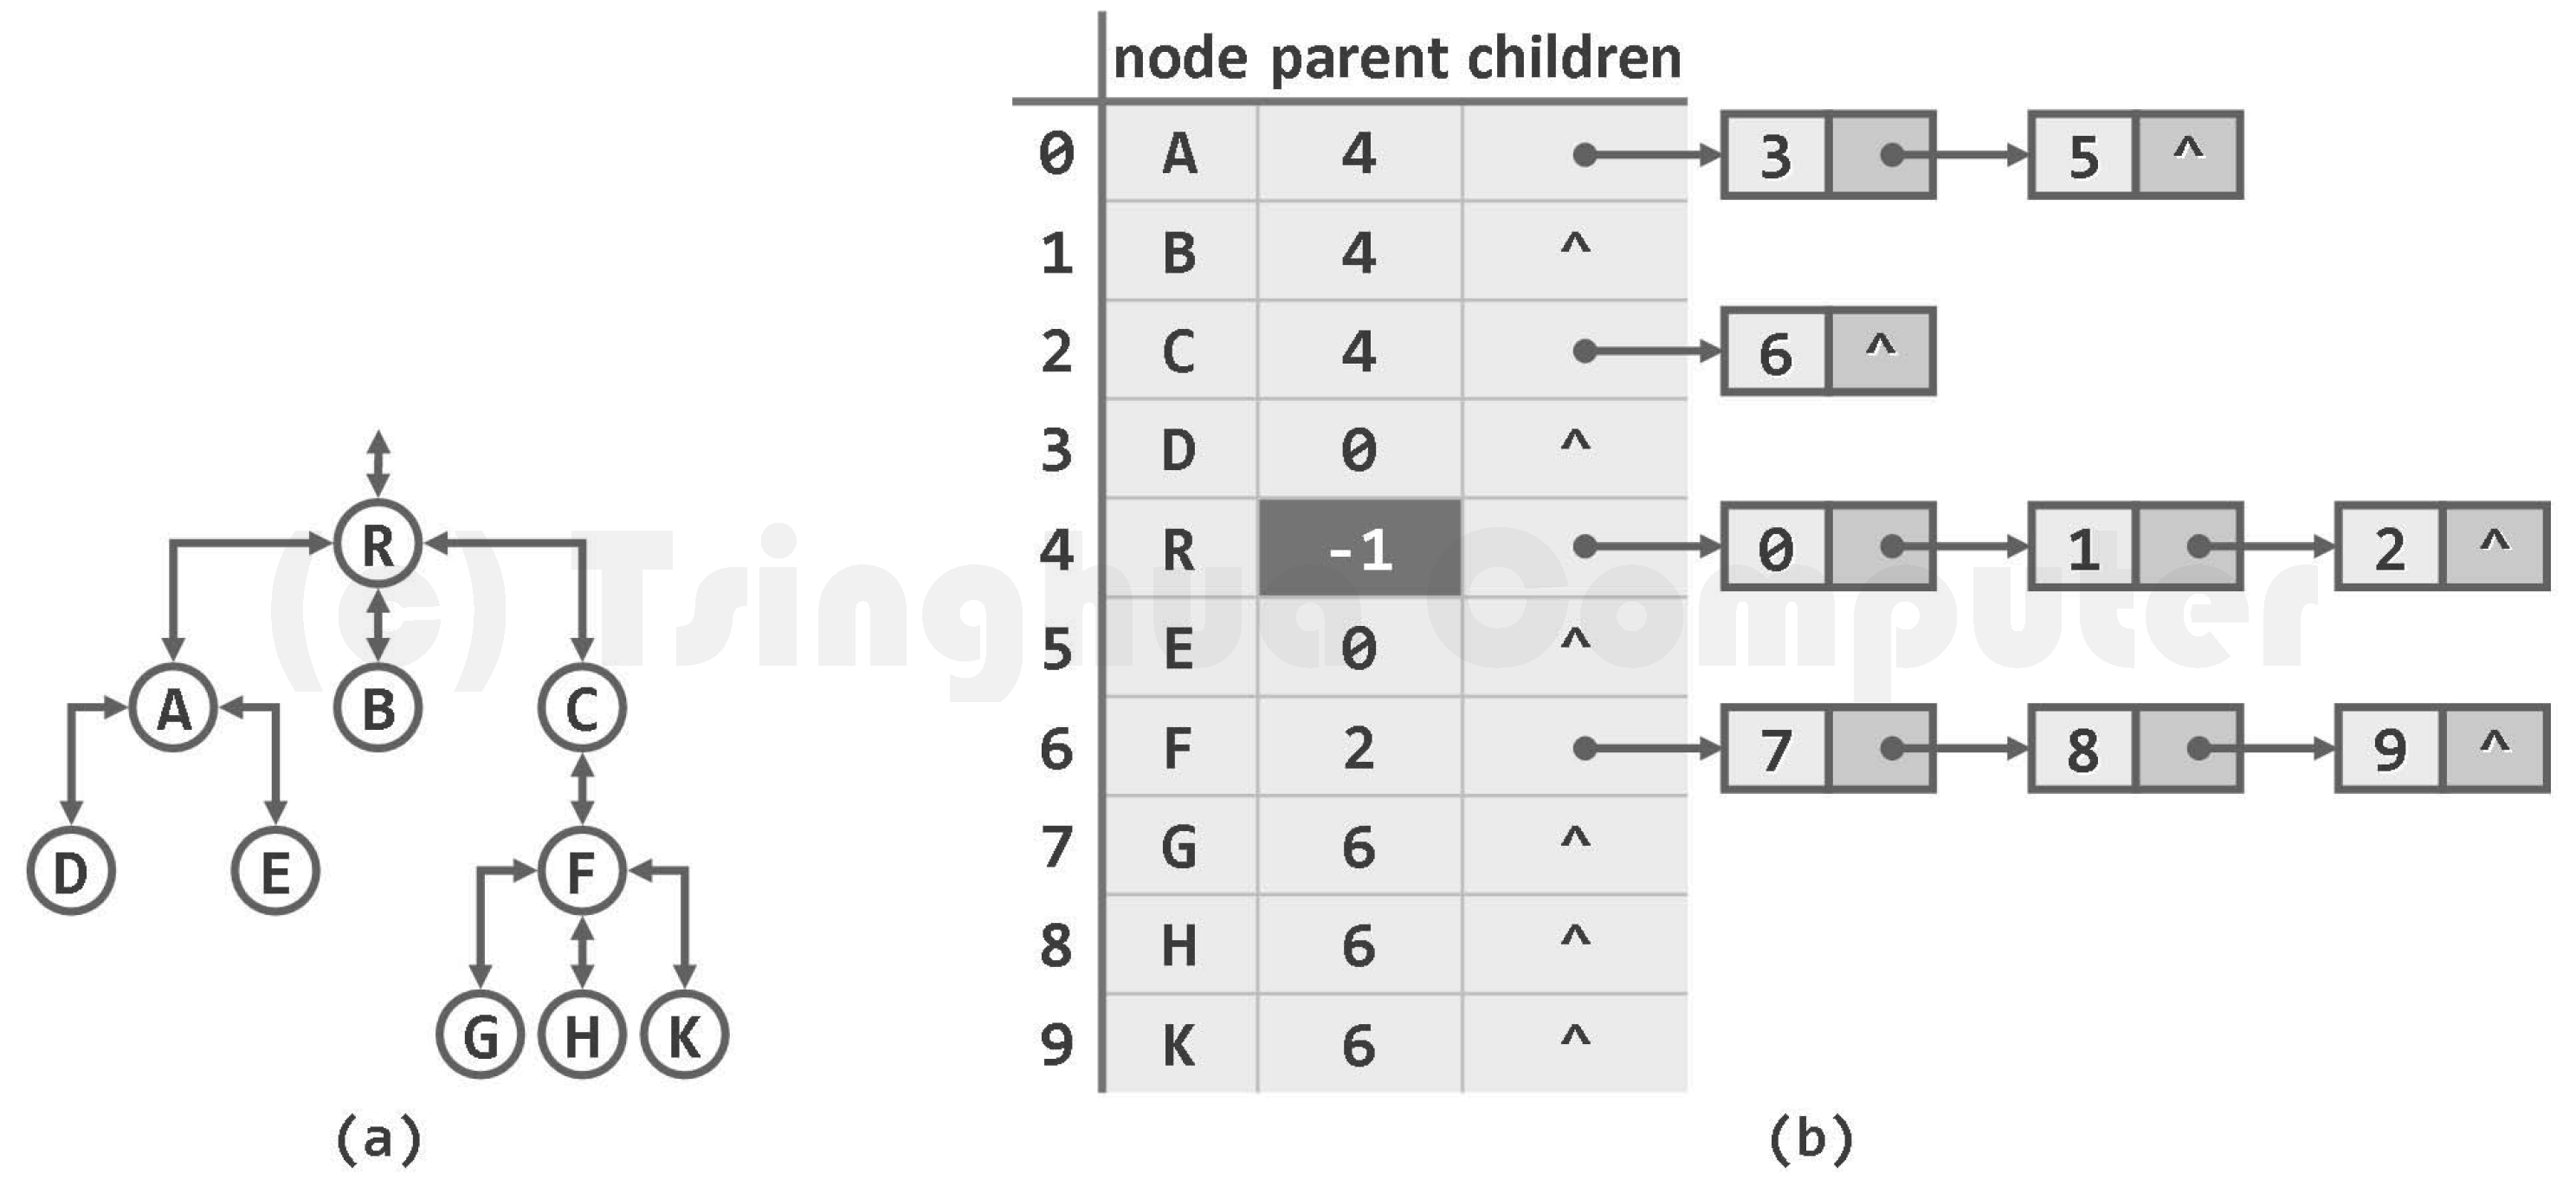 node parent children
0 A 4 3 5 ^
1 B 4 ^
2 C 4 6 ^
3 D 0 ^
4 R -1 0 1 2 ^
5 E 0 ^
6 F 2 7 8 9 ^
7 G 6 ^
8 H 6 ^
9 K 6 ^
R
A B C
D E F
G H K
(a) (b)
(c) Tsinghua Computer